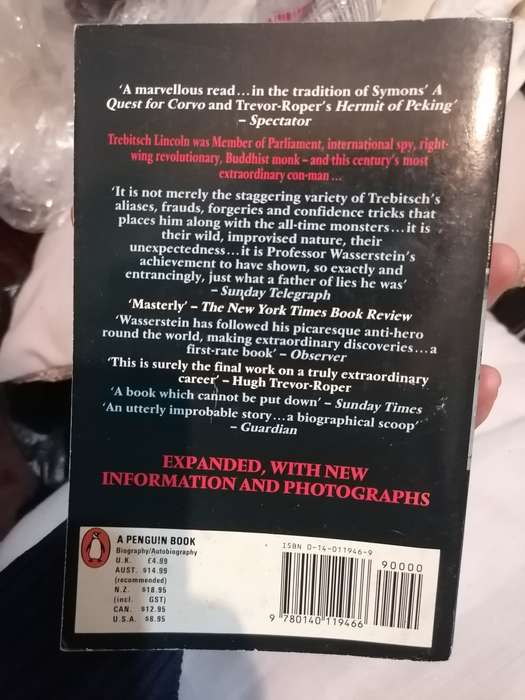 ‘A marvellous read...in the tradition of Symons’ A
Quest for Corvo and Trevor-Roper’s Hermit of Peking’
– Spectator
Trebitsch Lincoln was Member of Parliament, international spy, right-
wing revolutionary, Buddhist monk – and this century’s most
extraordinary con-man ...
‘It is not merely the staggering variety of Trebitsch’s
aliases, frauds, forgeries and confidence tricks that
places him along with the all-time monsters...it is
their wild, improvised nature, their
unexpectedness...it is Professor Wasserstein’s
achievement to have shown, so exactly and
entrancingly, just what a father of lies he was’
– Sunday Telegraph
‘Masterly’ – The New York Times Book Review
‘Wasserstein has followed his picaresque anti-hero
round the world, making extraordinary discoveries...a
first-rate book’ – Observer
‘This is surely the final work on a truly extraordinary
career’ – Hugh Trevor-Roper
‘A book which cannot be put down’ – Sunday Times
‘An utterly improbable story...a biographical scoop’
– Guardian
EXPANDED, WITH NEW
INFORMATION AND PHOTOGRAPHS
A PENGUIN BOOK
Biography/Autobiography
U.K. £4.99
AUST. $14.99
(recommended)
N.Z. $18.95
(incl. GST)
CAN. $12.95
U.S.A. $8.95
ISBN 0-14-011946-9
90000
9 780140 119466